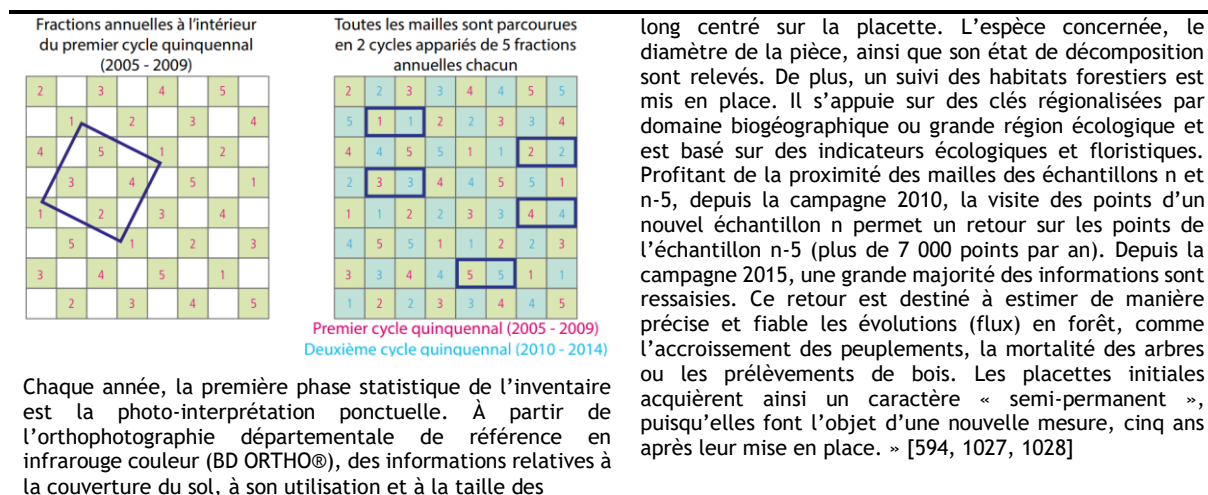 Fractions annuelles à l'intérieur
du premier cycle quinquennal
(2005 - 2009)
2 3 4 5
1 2 3 4
4 5 1 2
3 4 5 1
1 2 3 4
5 1 2 3
3 4 5 1
2 3 4 5
Toutes les mailles sont parcourues
en 2 cycles appariés de 5 fractions
annuelles chacun
2 2 3 3 4 4 5 5
5 1 1 2 2 3 3 4
4 4 5 5 1 1 2 2
2 3 3 4 4 5 5 1
1 1 2 2 3 3 4 4
4 5 5 1 1 2 2 3
3 3 4 4 5 5 1 1
1 2 2 3 3 4 4 5
Premier cycle quinquennal (2005 - 2009)
Deuxième cycle quinquennal (2010 - 2014)
Chaque année, la première phase statistique de l'inventaire
est la photo-interprétation ponctuelle. À partir de
l'orthophotographie départementale de référence en
infrarouge couleur (BD ORTHO®), des informations relatives à
la couverture du sol, à son utilisation et à la taille des
long centré sur la placette. L'espèce concernée, le
diamètre de la pièce, ainsi que son état de décomposition
sont relevés. De plus, un suivi des habitats forestiers est
mis en place. Il s'appuie sur des clés régionalisées par
domaine biogéographique ou grande région écologique et
est basé sur des indicateurs écologiques et floristiques.
Profitant de la proximité des mailles des échantillons n et
n-5, depuis la campagne 2010, la visite des points d'un
nouvel échantillon n permet un retour sur les points de
l'échantillon n-5 (plus de 7 000 points par an). Depuis la
campagne 2015, une grande majorité des informations sont
ressaisies. Ce retour est destiné à estimer de manière
précise et fiable les évolutions (flux) en forêt, comme
l'accroissement des peuplements, la mortalité des arbres
ou les prélèvements de bois. Les placettes initiales
acquièrent ainsi un caractère « semi-permanent »,
puisqu'elles font l'objet d'une nouvelle mesure, cinq ans
après leur mise en place. » [594, 1027, 1028]